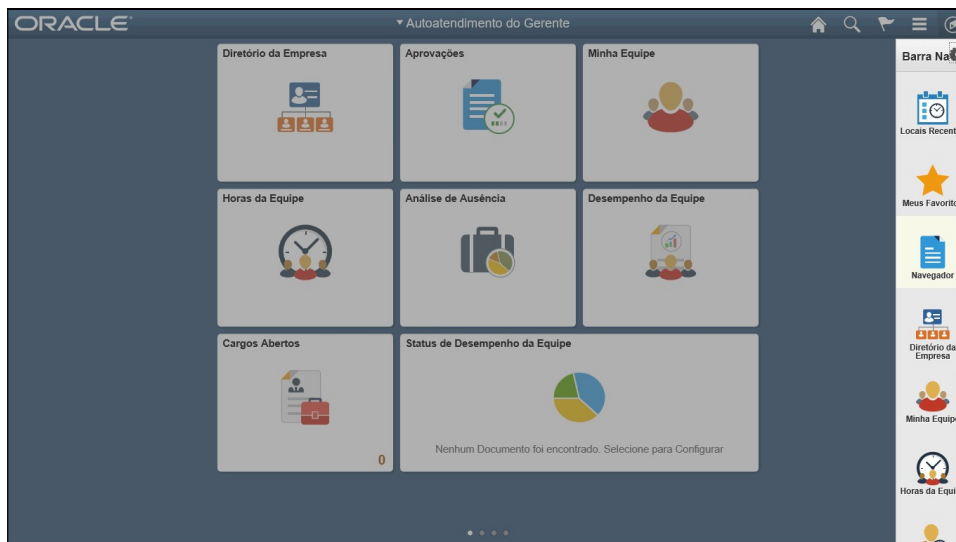 ORACLE
Autoatendimento do Gerente
Barra Na
Diretório da Empresa
Aprovações
Minha Equipe
Horas da Equipe
Análise de Ausência
Desempenho da Equipe
Cargos Abertos
0
Status de Desempenho da Equipe
Nenhum Documento foi encontrado. Selecione para Configurar
Locais Recent
Meus Favorito
Navegador
Diretório da
Empresa
Minha Equipe
Horas da Equi